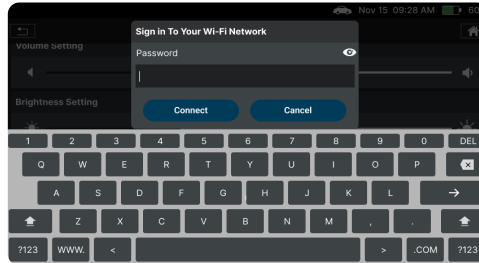 Nov 15 09:28 AM 60
Sign in To Your Wi-Fi Network
Volume Setting
Password
Brightness Setting
Connect Cancel
1 2 3 4 5 6 7 8 9 0 DEL
Q W E R T Y U I O P
A S D F G H J K L
Z X C V B N M , .
?123 WWW. < > .COM ?123